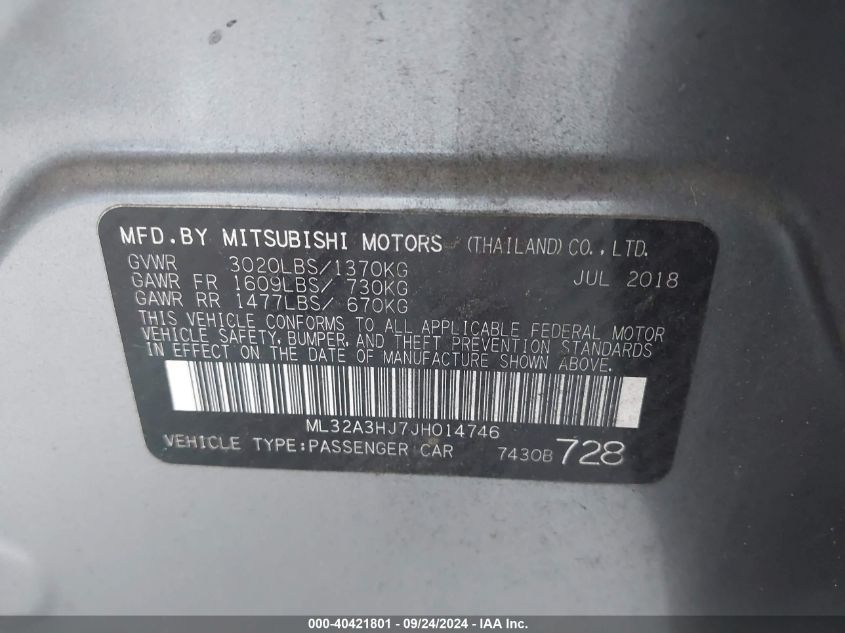 MFD.BY MITSUBISHI MOTORS (THAILAND) CO., LTD.
GVWR 3020LBS/1370KG JUL 2018
GAWR FR 1609LBS/ 730KG
GAWR RR 1477LBS/ 670KG
THIS VEHICLE CONFORMS TO ALL APPLICABLE FEDERAL MOTOR
VEHICLE SAFETY, BUMPER, AND THEFT PREVENTION STANDARDS
IN EFFECT ON THE DATE OF MANUFACTURE SHOWN ABOVE.
ML32A3HJ7JH014746
VEHICLE TYPE:PASSENGER CAR 7430B 728
000-40421801 - 09/24/2024 - IAAI.com